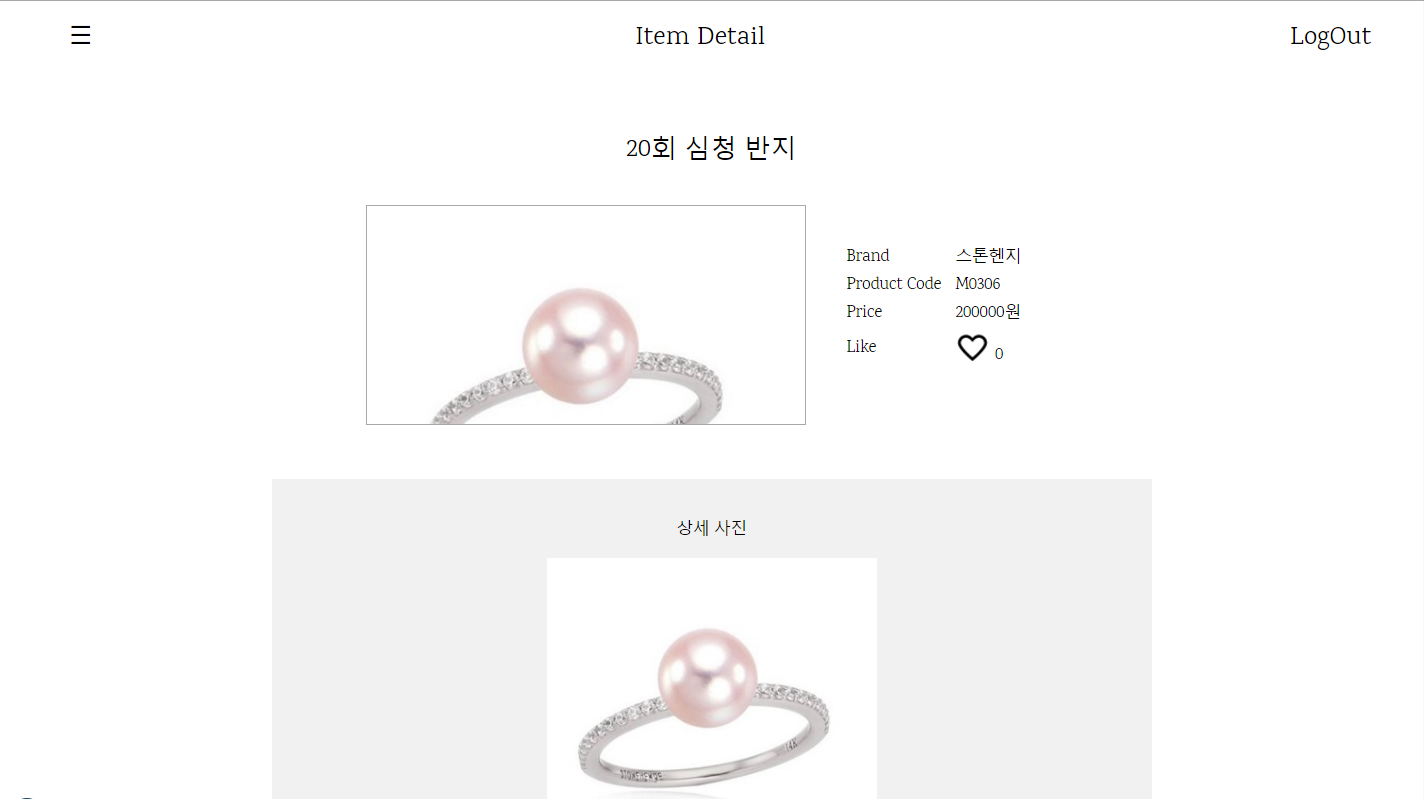 ☰ Item Detail LogOut
20회 심청 반지
Brand 스톤헨지
Product Code M0306
Price 200000원
Like 0
상세 사진
14K